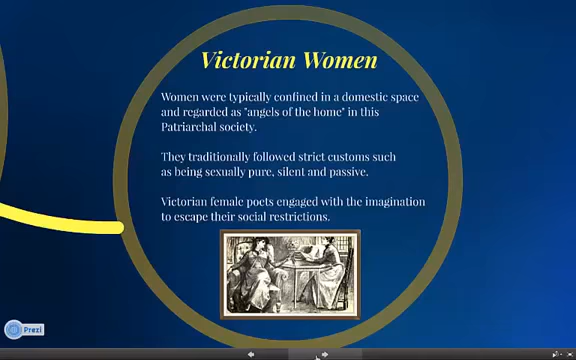 Victorian Women
Women were typically confined in a domestic space
and regarded as "angels of the home" in this
Patriarchal society.
They traditionally followed strict customs such
as being sexually pure, silent and passive.
Victorian female poets engaged with the imagination
to escape their social restrictions.
Prezi